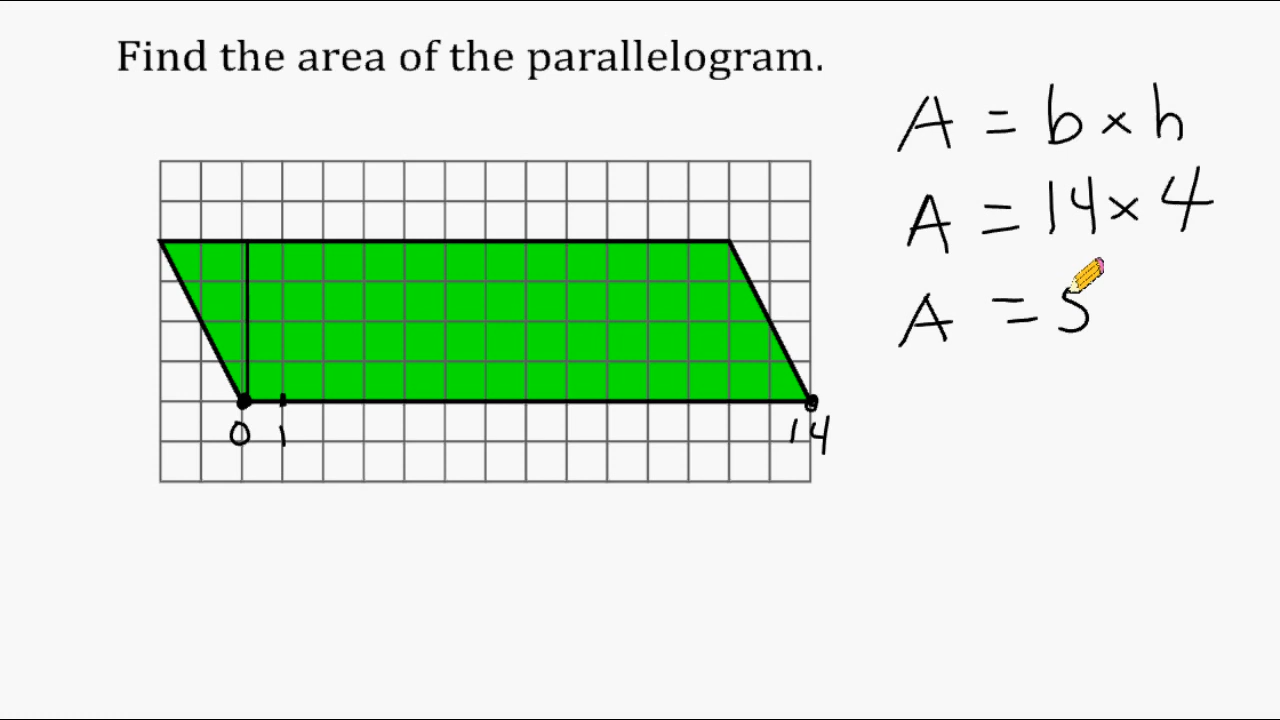 Find the area of the parallelogram.
A = b × h
A = 14 × 4
A = 5
0 1 14